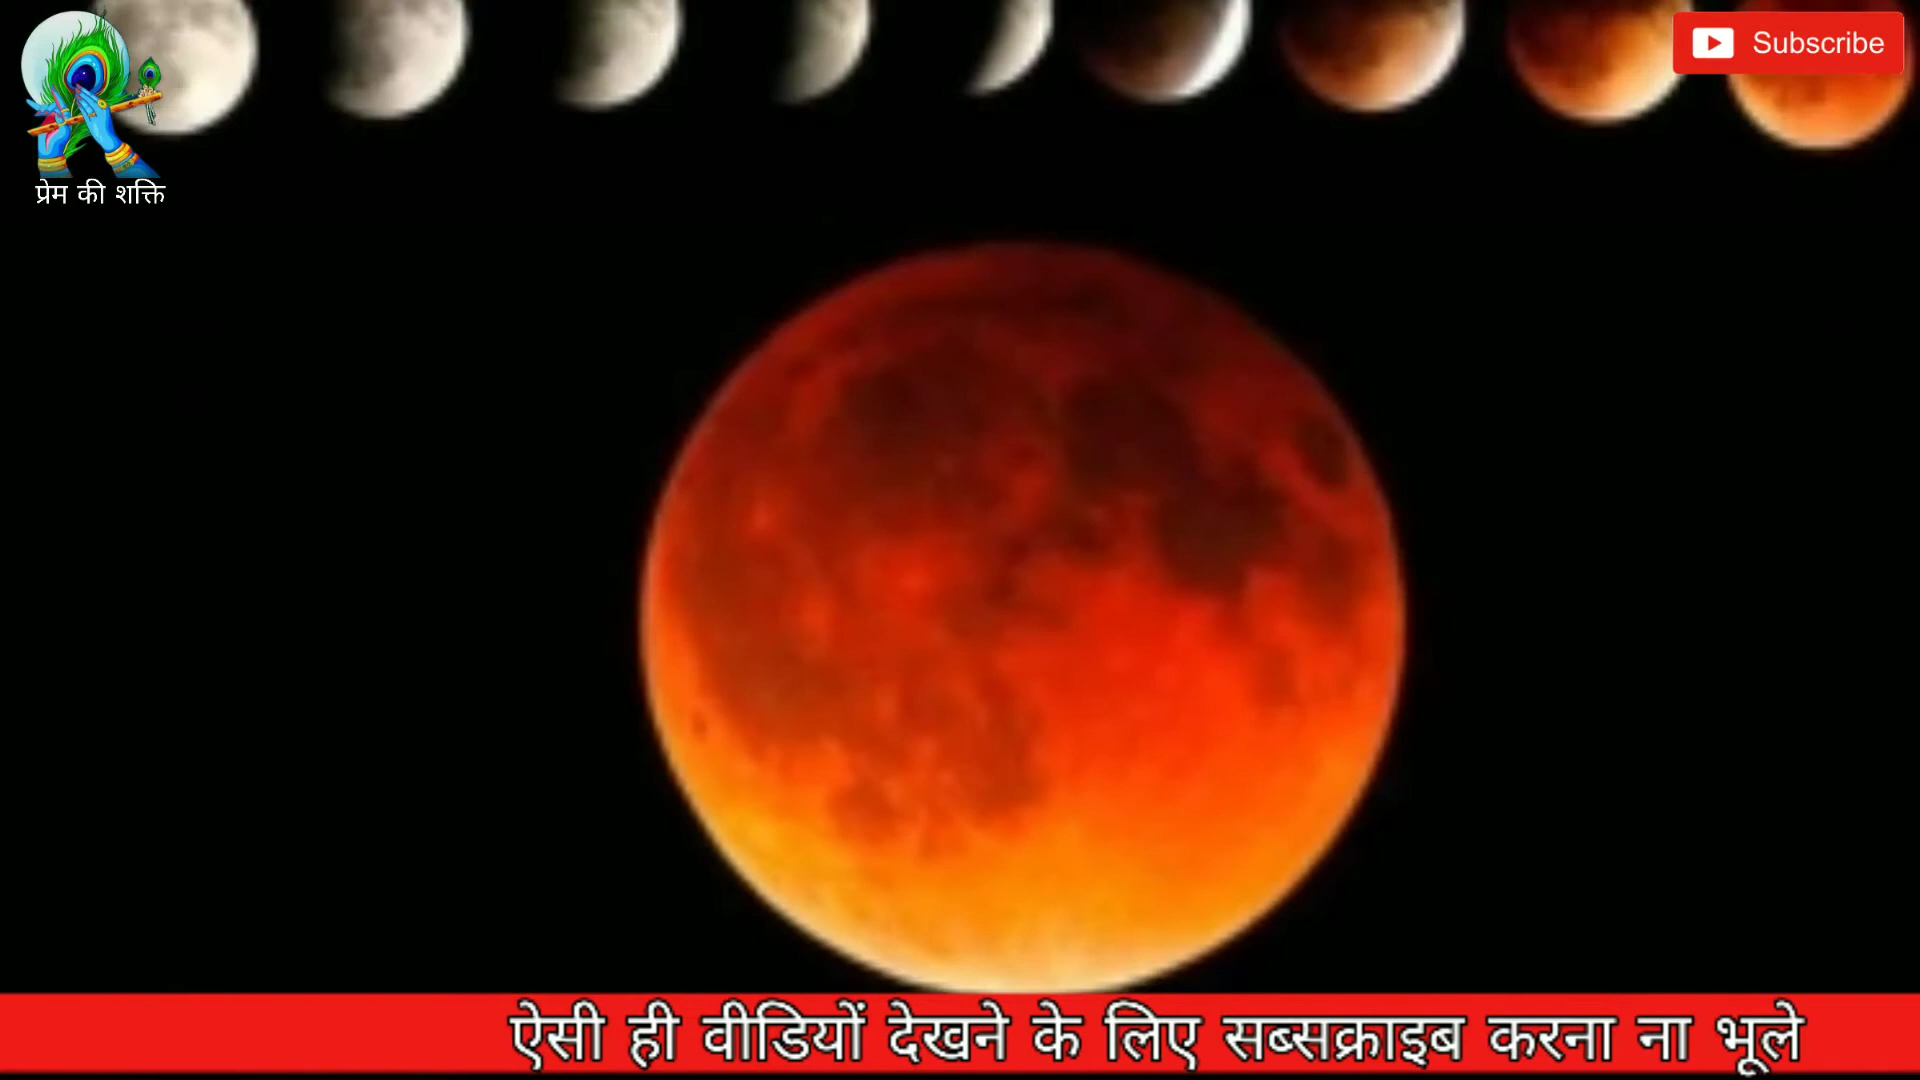 Subscribe
प्रेम की शक्ति
ऐसी ही वीडियों देखने के लिए सब्सक्राइब करना ना भूले